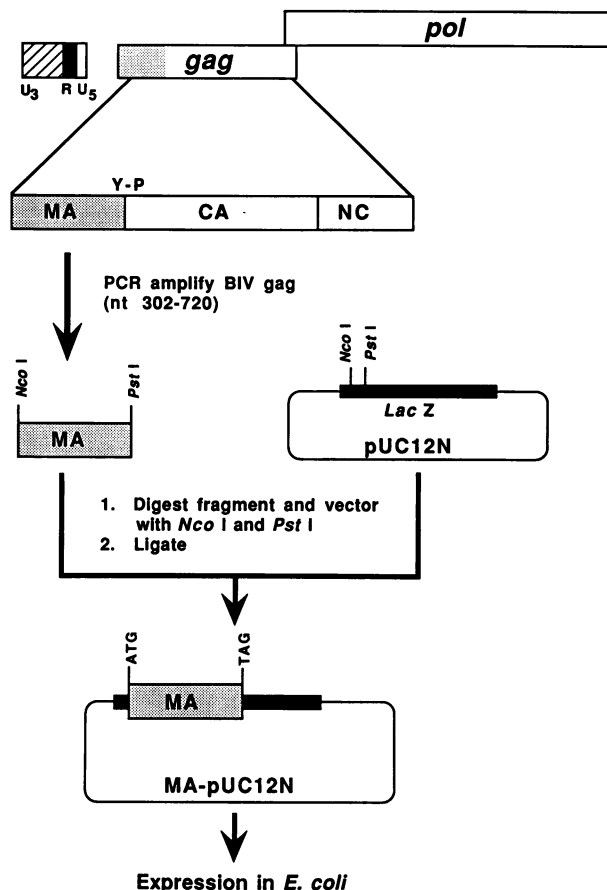 pol
gag
U3 R U5
Y-P
MA CA NC
PCR amplify BIV gag
(nt 302-720)
Nco I
Pst I
MA
Nco I
Pst I
Lac Z
pUC12N
1. Digest fragment and vector
with Nco I and Pst I
2. Ligate
ATG
TAG
MA
MA-pUC12N
Expression in E. coli